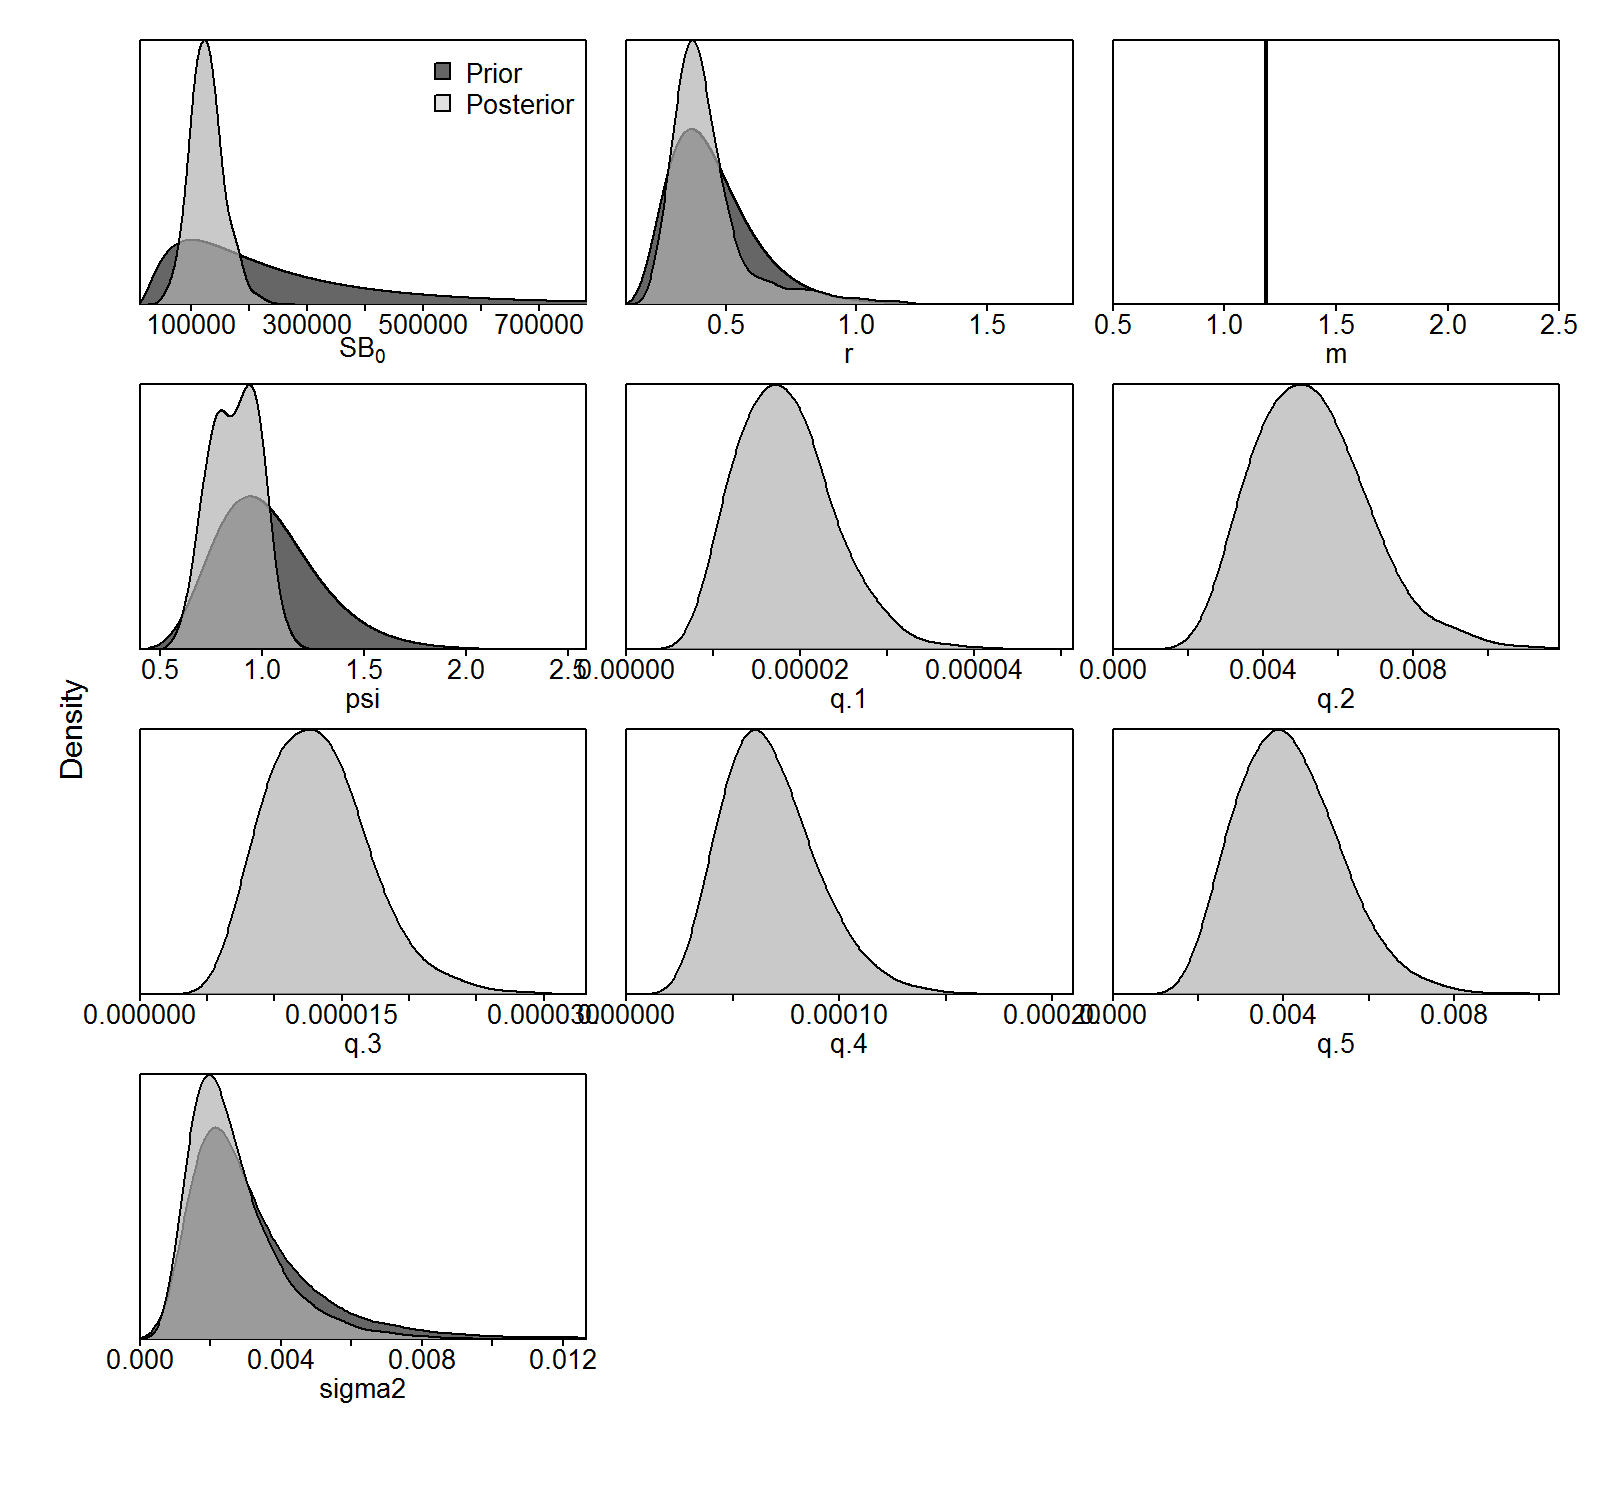 Prior
Posterior
100000 300000 500000 700000
SB0
0.5 1.0 1.5
r
0.5 1.0 1.5 2.0 2.5
m
0.5 1.0 1.5 2.0 2.5
psi
0.00000 0.00002 0.00004
q.1
0.000 0.004 0.008
q.2
Density
0.000000 0.000015 0.000030
q.3
0.00000 0.00010 0.00020
q.4
0.000 0.004 0.008
q.5
0.000 0.004 0.008 0.012
sigma2